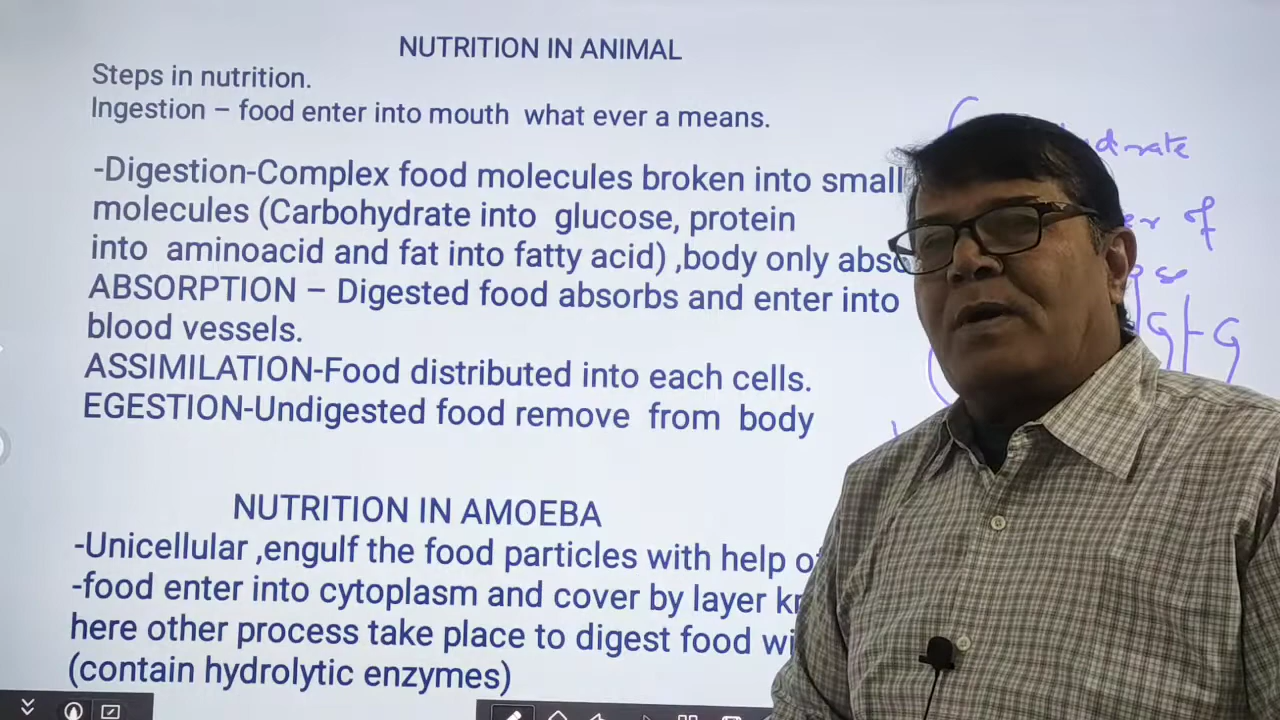 NUTRITION IN ANIMAL
Steps in nutrition.
Ingestion – food enter into mouth what ever a means.
-Digestion-Complex food molecules broken into small
molecules (Carbohydrate into glucose, protein
into aminoacid and fat into fatty acid) ,body only
ABSORPTION – Digested food absorbs and enter into
blood vessels.
ASSIMILATION-Food distributed into each cells.
EGESTION-Undigested food remove from body
NUTRITION IN AMOEBA
-Unicellular ,engulf the food particles with help
-food enter into cytoplasm and cover by layer
here other process take place to digest food
(contain hydrolytic enzymes)
of
G
G